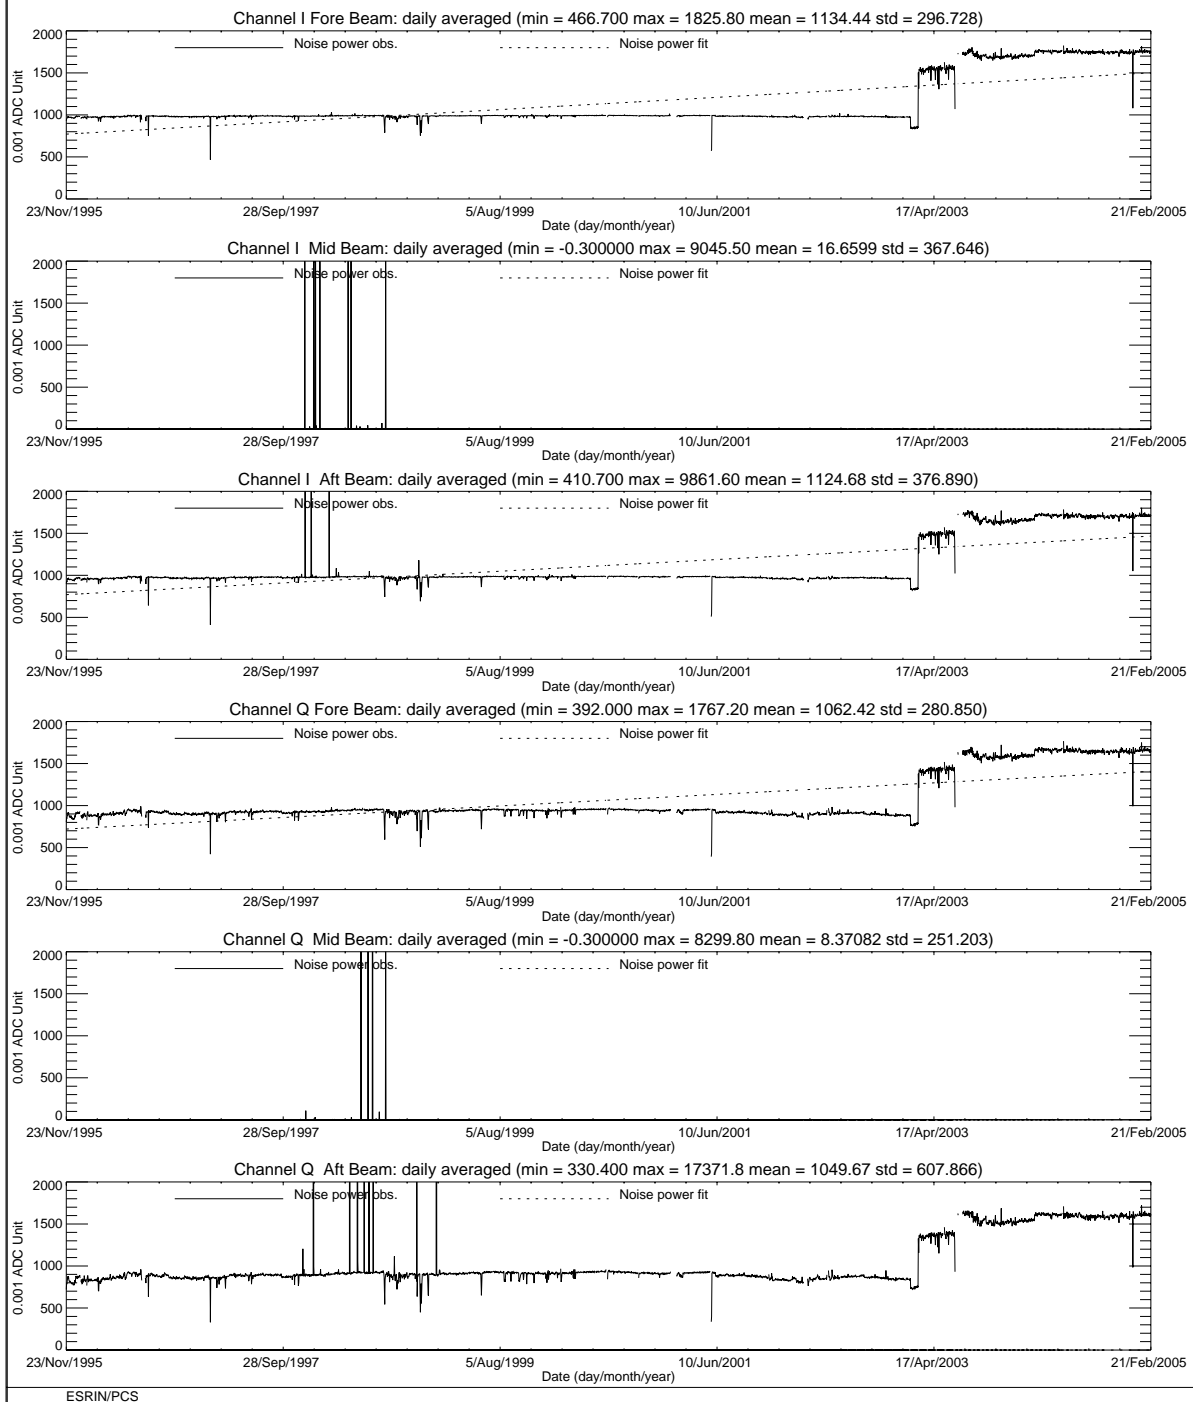 Channel I Fore Beam: daily averaged (min = 466.700 max = 1825.80 mean = 1134.44 std = 296.728)
2000
Noise power obs.
Noise power fit
1500
1000
500
0
0.001 ADC Unit
23/Nov/1995
28/Sep/1997
5/Aug/1999
10/Jun/2001
17/Apr/2003
21/Feb/2005
Date (day/month/year)
Channel I Mid Beam: daily averaged (min = -0.300000 max = 9045.50 mean = 16.6599 std = 367.646)
2000
Noise power obs.
Noise power fit
1500
1000
500
0
0.001 ADC Unit
23/Nov/1995
28/Sep/1997
5/Aug/1999
10/Jun/2001
17/Apr/2003
21/Feb/2005
Date (day/month/year)
Channel I Aft Beam: daily averaged (min = 410.700 max = 9861.60 mean = 1124.68 std = 376.890)
2000
Noise power obs.
Noise power fit
1500
1000
500
0
0.001 ADC Unit
23/Nov/1995
28/Sep/1997
5/Aug/1999
10/Jun/2001
17/Apr/2003
21/Feb/2005
Date (day/month/year)
Channel Q Fore Beam: daily averaged (min = 392.000 max = 1767.20 mean = 1062.42 std = 280.850)
2000
Noise power obs.
Noise power fit
1500
1000
500
0
0.001 ADC Unit
23/Nov/1995
28/Sep/1997
5/Aug/1999
10/Jun/2001
17/Apr/2003
21/Feb/2005
Date (day/month/year)
Channel Q Mid Beam: daily averaged (min = -0.300000 max = 8299.80 mean = 8.37082 std = 251.203)
2000
Noise power obs.
Noise power fit
1500
1000
500
0
0.001 ADC Unit
23/Nov/1995
28/Sep/1997
5/Aug/1999
10/Jun/2001
17/Apr/2003
21/Feb/2005
Date (day/month/year)
Channel Q Aft Beam: daily averaged (min = 330.400 max = 17371.8 mean = 1049.67 std = 607.866)
2000
Noise power obs.
Noise power fit
1500
1000
500
0
0.001 ADC Unit
23/Nov/1995
28/Sep/1997
5/Aug/1999
10/Jun/2001
17/Apr/2003
21/Feb/2005
Date (day/month/year)
ESRIN/PCS